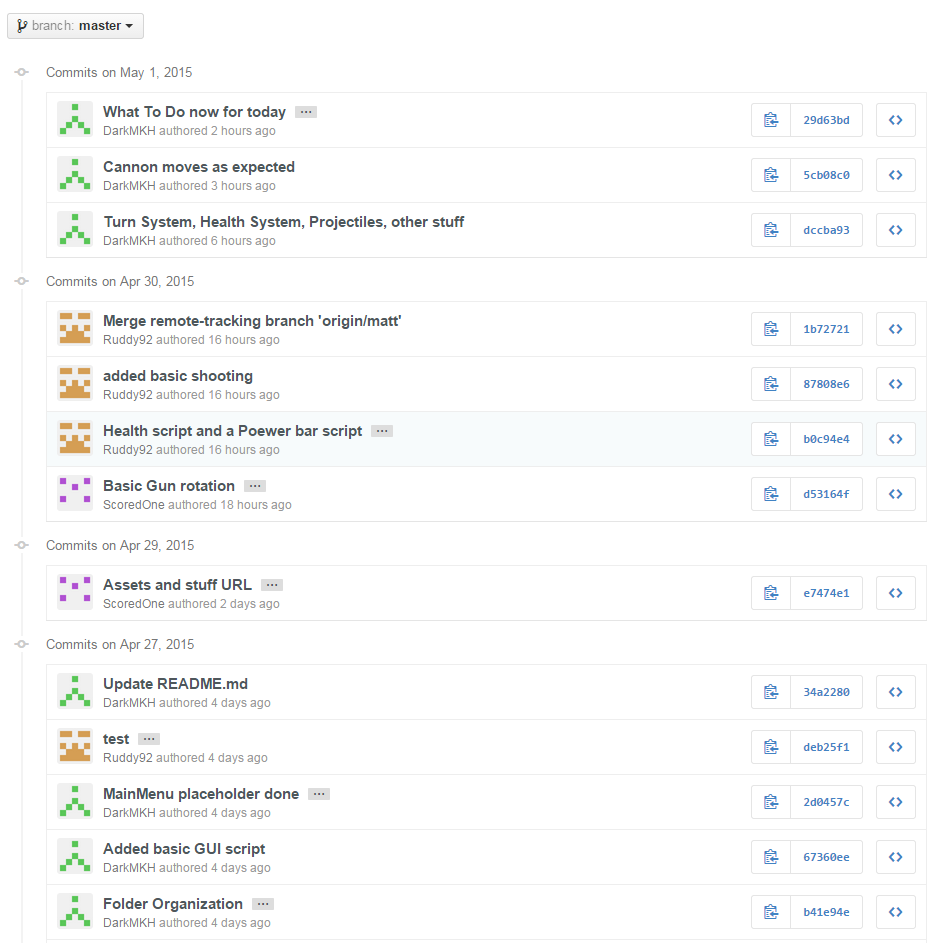 branch: master
Commits on May 1, 2015
What To Do now for today ...
DarkMKH authored 2 hours ago
29d63bd
Cannon moves as expected
DarkMKH authored 3 hours ago
5cb08c0
Turn System, Health System, Projectiles, other stuff
DarkMKH authored 6 hours ago
dccba93
Commits on Apr 30, 2015
Merge remote-tracking branch 'origin/matt'
Ruddy92 authored 16 hours ago
1b72721
added basic shooting
Ruddy92 authored 16 hours ago
87808e6
Health script and a Poewer bar script ...
Ruddy92 authored 16 hours ago
b0c94e4
Basic Gun rotation ...
ScoredOne authored 18 hours ago
d53164f
Commits on Apr 29, 2015
Assets and stuff URL ...
ScoredOne authored 2 days ago
e7474e1
Commits on Apr 27, 2015
Update README.md
DarkMKH authored 4 days ago
34a2280
test ...
Ruddy92 authored 4 days ago
deb25f1
MainMenu placeholder done ...
DarkMKH authored 4 days ago
2d0457c
Added basic GUI script
DarkMKH authored 4 days ago
67360ee
Folder Organization ...
DarkMKH authored 4 days ago
b41e94e